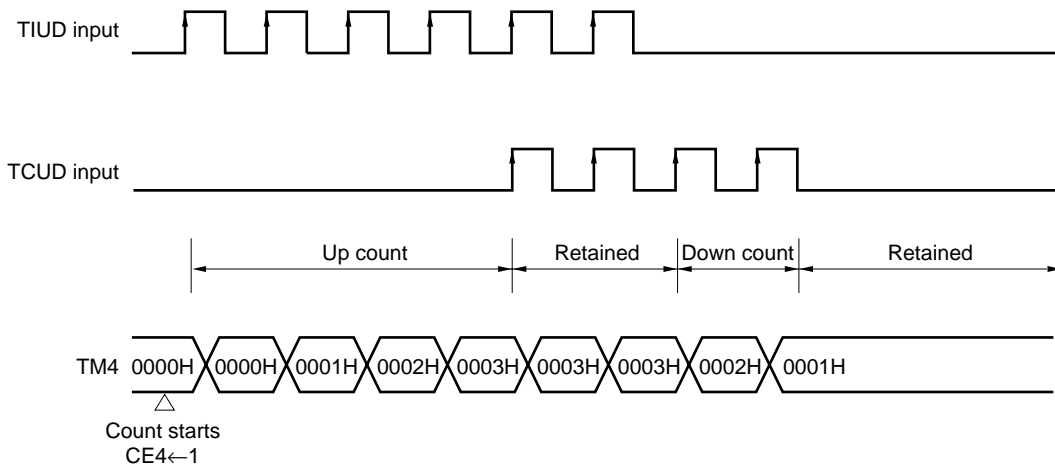 TIUD input
TCUD input
Up count
Retained
Down count
Retained
TM4
0000H
0000H
0001H
0002H
0003H
0003H
0003H
0002H
0001H
Count starts
CE4←1